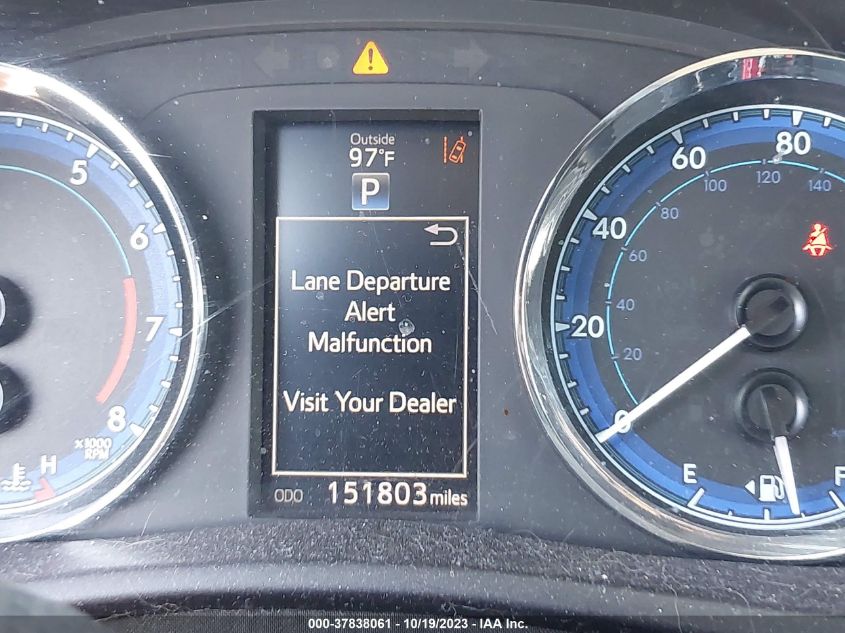 Outside
97°F
P
Lane Departure
Alert
Malfunction
Visit Your Dealer
ODO 151803 miles
5
6
7
8
x1000
RPM
H
0
20
40
60
80
20
40
60
80
100
120
140
E
F
000-37838061 - 10/19/2023 - IAA Inc.